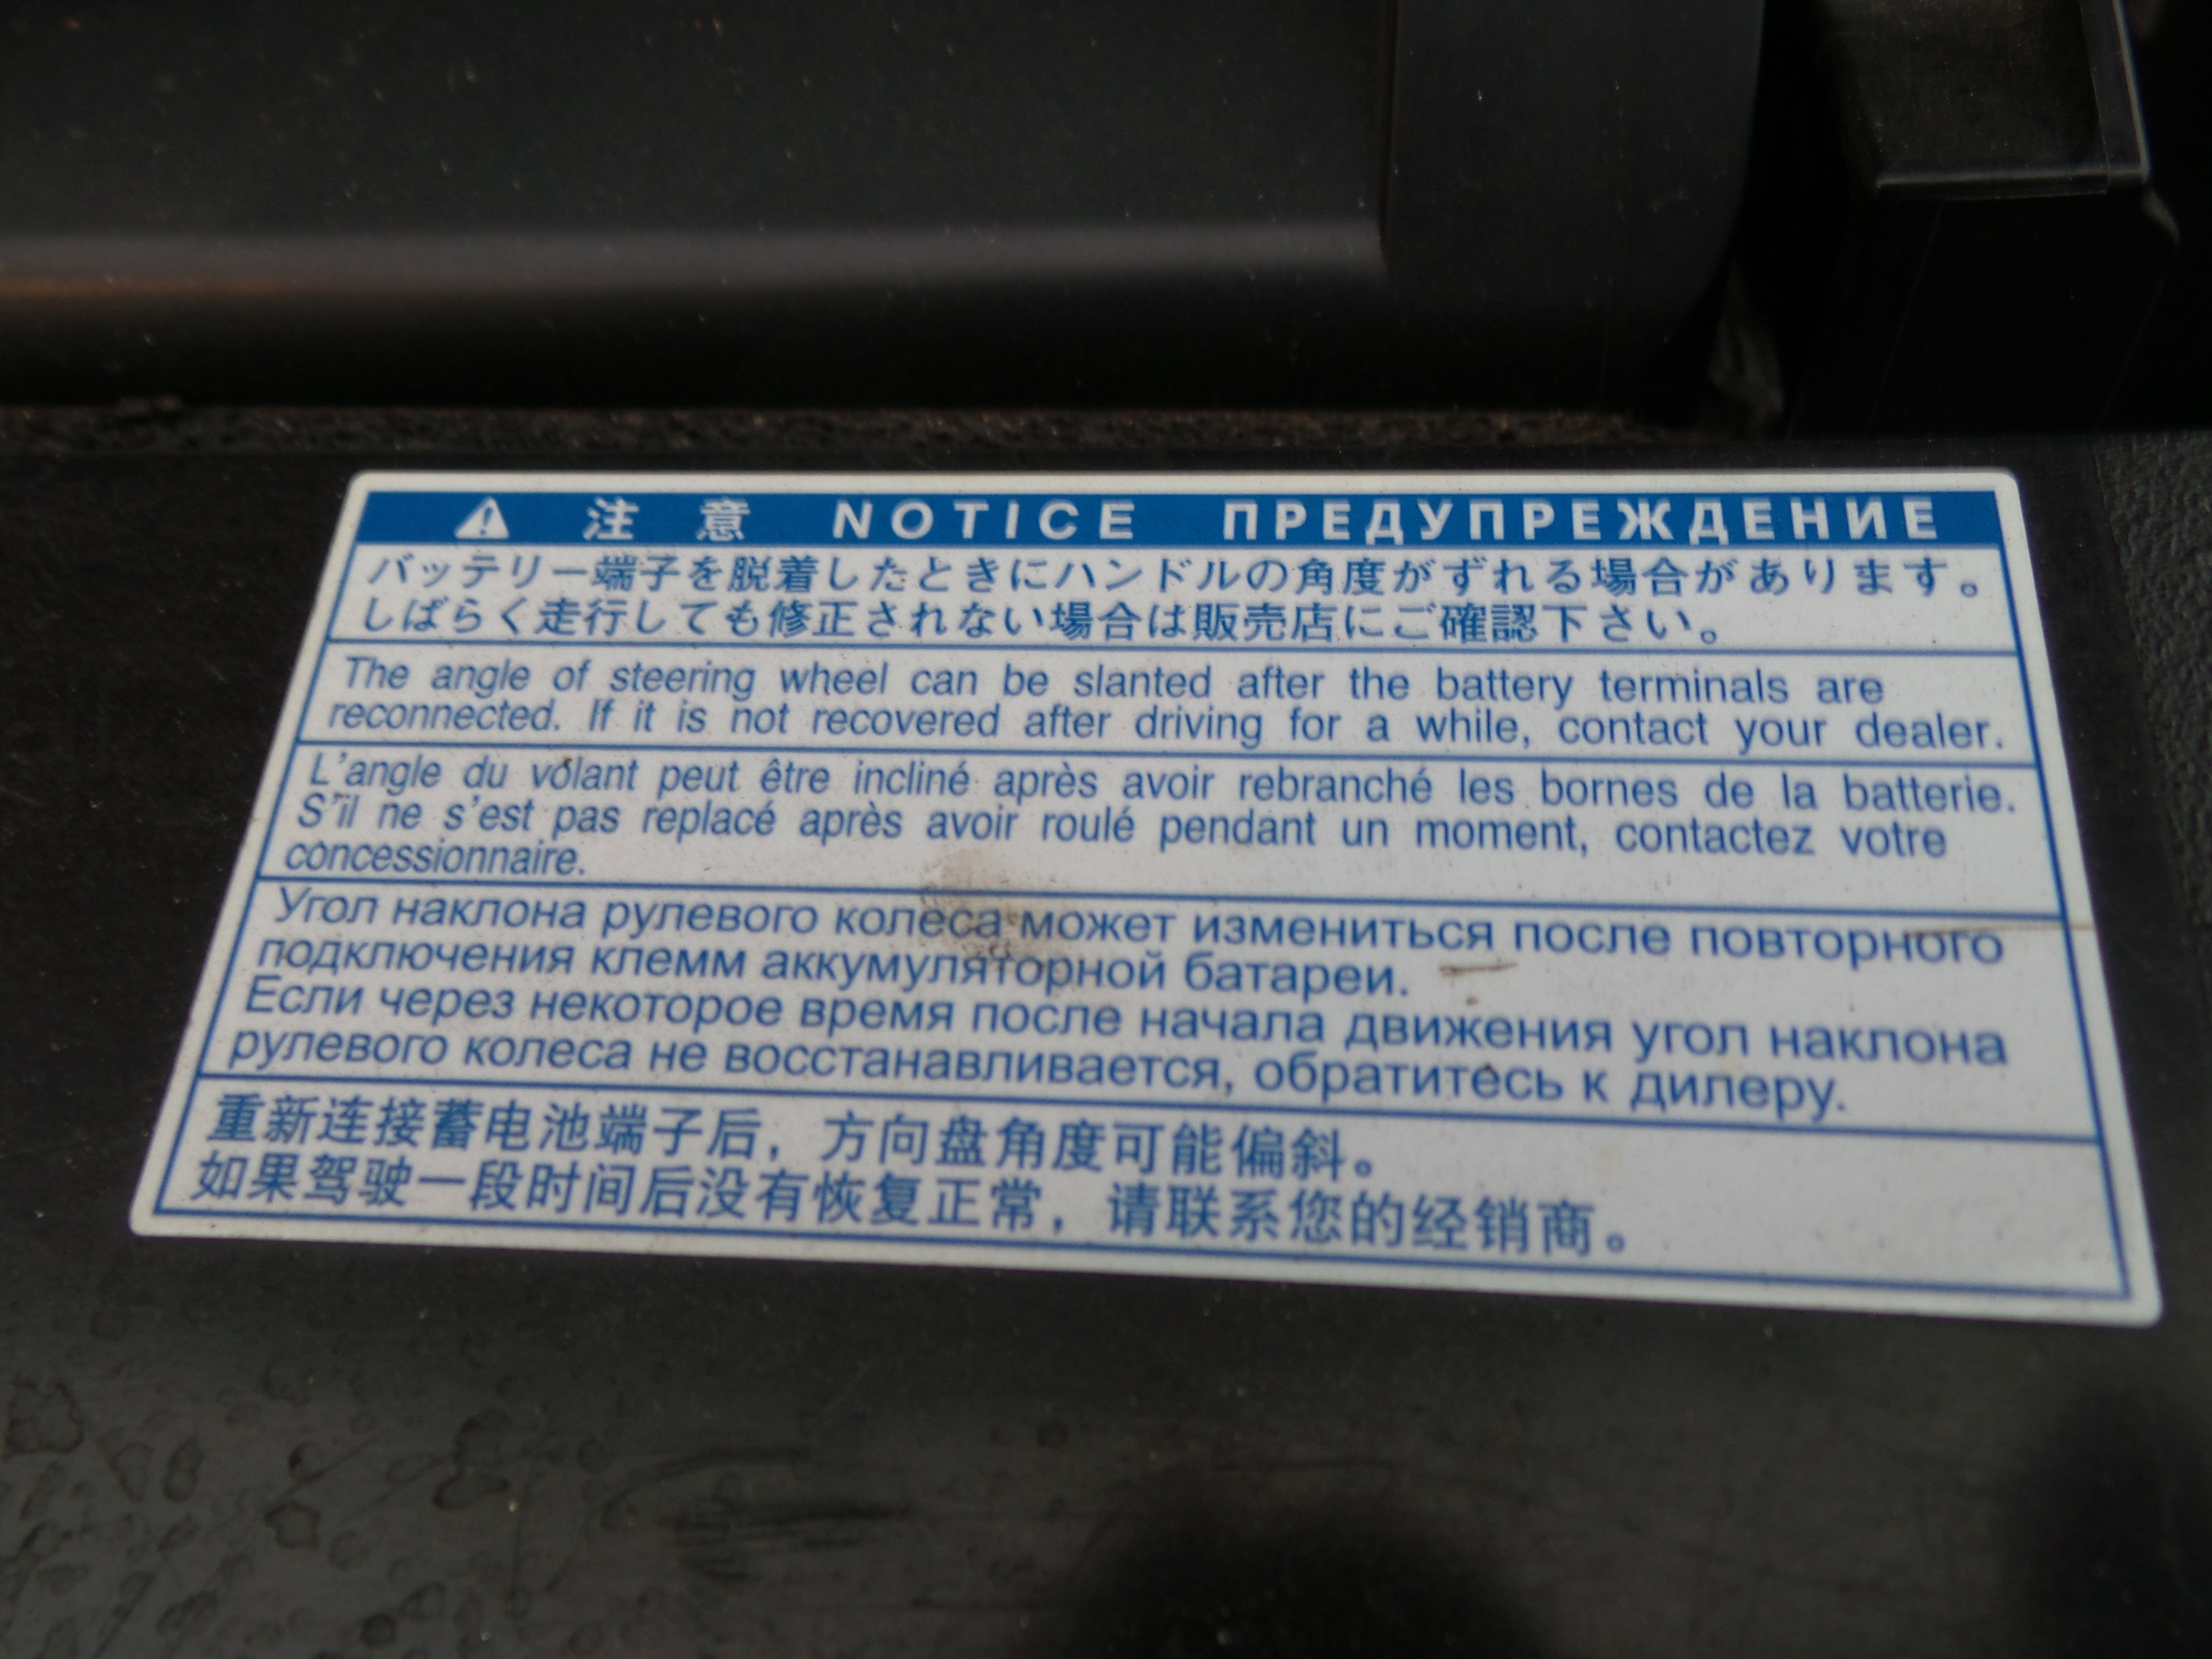 注意 NOTICE ПРЕДУПРЕЖДЕНИЕ
バッテリー端子を脱着したときにハンドルの角度がずれる場合があります。
しばらく走行しても修正されない場合は販売店にご確認下さい。
The angle of steering wheel can be slanted after the battery terminals are
reconnected. If it is not recovered after driving for a while, contact your dealer.
L'angle du volant peut être incliné après avoir rebranché les bornes de la batterie.
S'il ne s'est pas replacé après avoir roulé pendant un moment, contactez votre
concessionnaire.
Угол наклона рулевого колеса может измениться после повторного
подключения клемм аккумуляторной батареи.
Если через некоторое время после начала движения угол наклона
рулевого колеса не восстанавливается, обратитесь к дилеру.
重新连接蓄电池端子后，方向盘角度可能偏斜。
如果驾驶一段时间后没有恢复正常，请联系您的经销商。